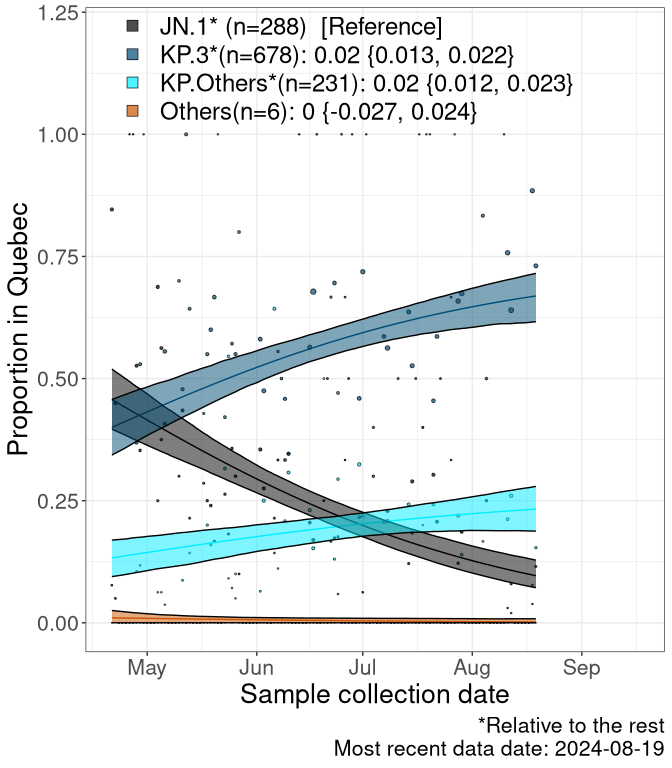 JN.1* (n=288)  [Reference]
KP.3*(n=678): 0.02 {0.013, 0.022}
KP.Others*(n=231): 0.02 {0.012, 0.023}
Others(n=6): 0 {-0.027, 0.024}
1.25
1.00
0.75
0.50
0.25
0.00
Proportion in Quebec
May Jun Jul Aug Sep
Sample collection date
*Relative to the rest
Most recent data date: 2024-08-19